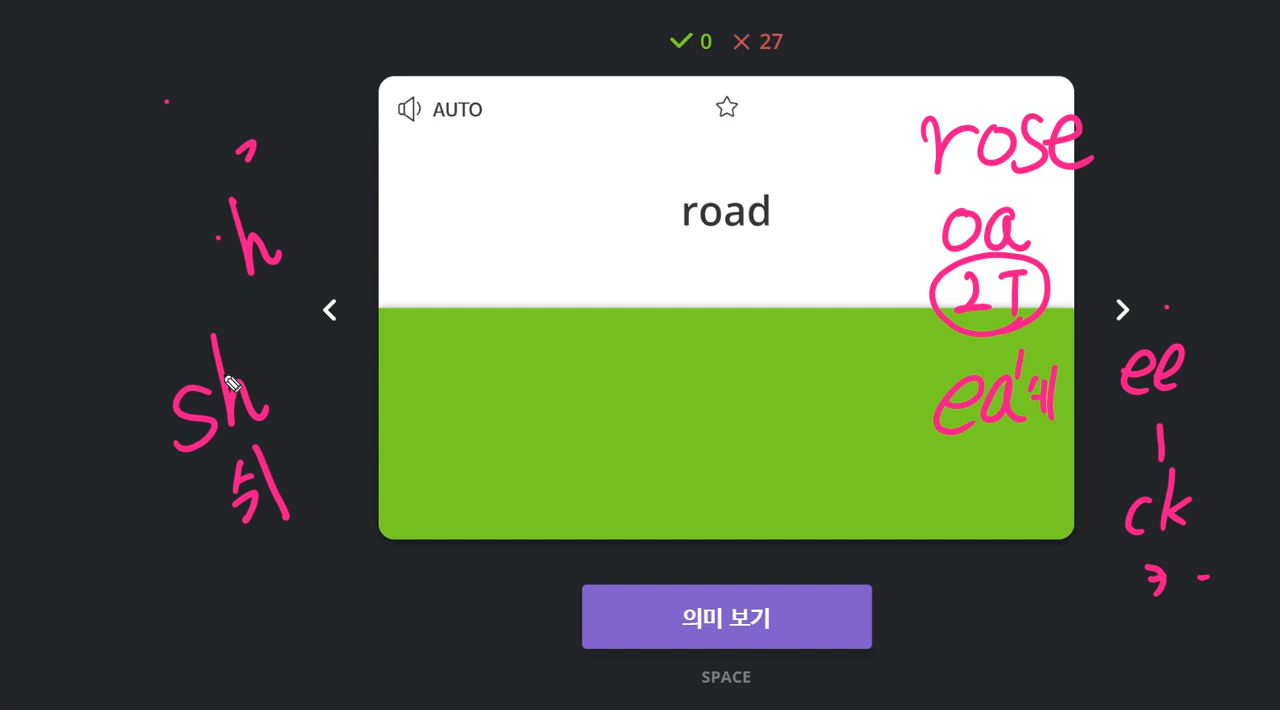 0 27
AUTO
road
rose
oa
2T
ea
h
sh
쉬
ee
ㅣ
ck
ㅋ
의미 보기
SPACE